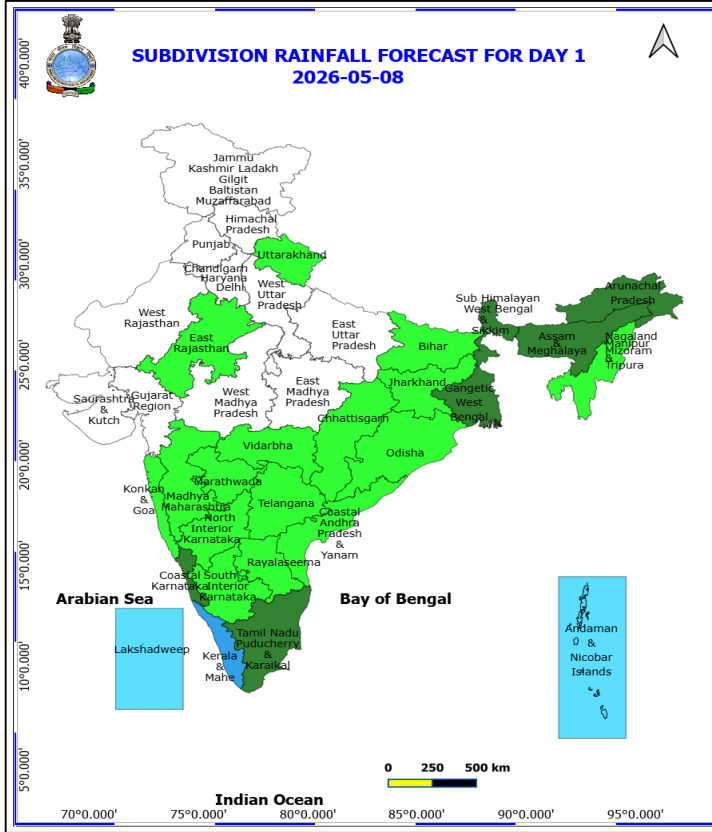 SUBDIVISION RAINFALL FORECAST FOR DAY 1
2026-05-08
40°0.000'
35°0.000'
30°0.000'
25°0.000'
20°0.000'
15°0.000'
10°0.000'
5°0.000'
Jammu
Kashmir Ladakh
Gilgit
Baltistan
Muzaffarabad
Himachal
Pradesh
Punjab
Uttarakhand
Chandigarh
Haryana
Delhi
West
Uttar
Pradesh
West
Rajasthan
East
Rajasthan
East
Uttar
Pradesh
Sub Himalayan
West Bengal
&
Sikkim
Arunachal
Pradesh
Assam
&
Meghalaya
Nagaland
Manipur
Mizoram
&
Tripura
Bihar
Jharkhand
Gangetic
West
Bengal
Saurashtra
&
Kutch
Gujarat
Region
West
Madhya
Pradesh
East
Madhya
Pradesh
Chhattisgarh
Odisha
Vidarbha
Konkan
&
Goa
Madhya
Maharashtra
Marathwada
Telangana
North
Interior
Karnataka
Coastal
Andhra
Pradesh
&
Yanam
Rayalaseema
Coastal
Karnataka
South
Interior
Karnataka
Arabian Sea
Bay of Bengal
Lakshadweep
Kerala
&
Mahe
Tamil Nadu
Puducherry
&
Karaikal
Andaman
&
Nicobar
Islands
0 250 500 km
Indian Ocean
70°0.000' 75°0.000' 80°0.000' 85°0.000' 90°0.000' 95°0.000'